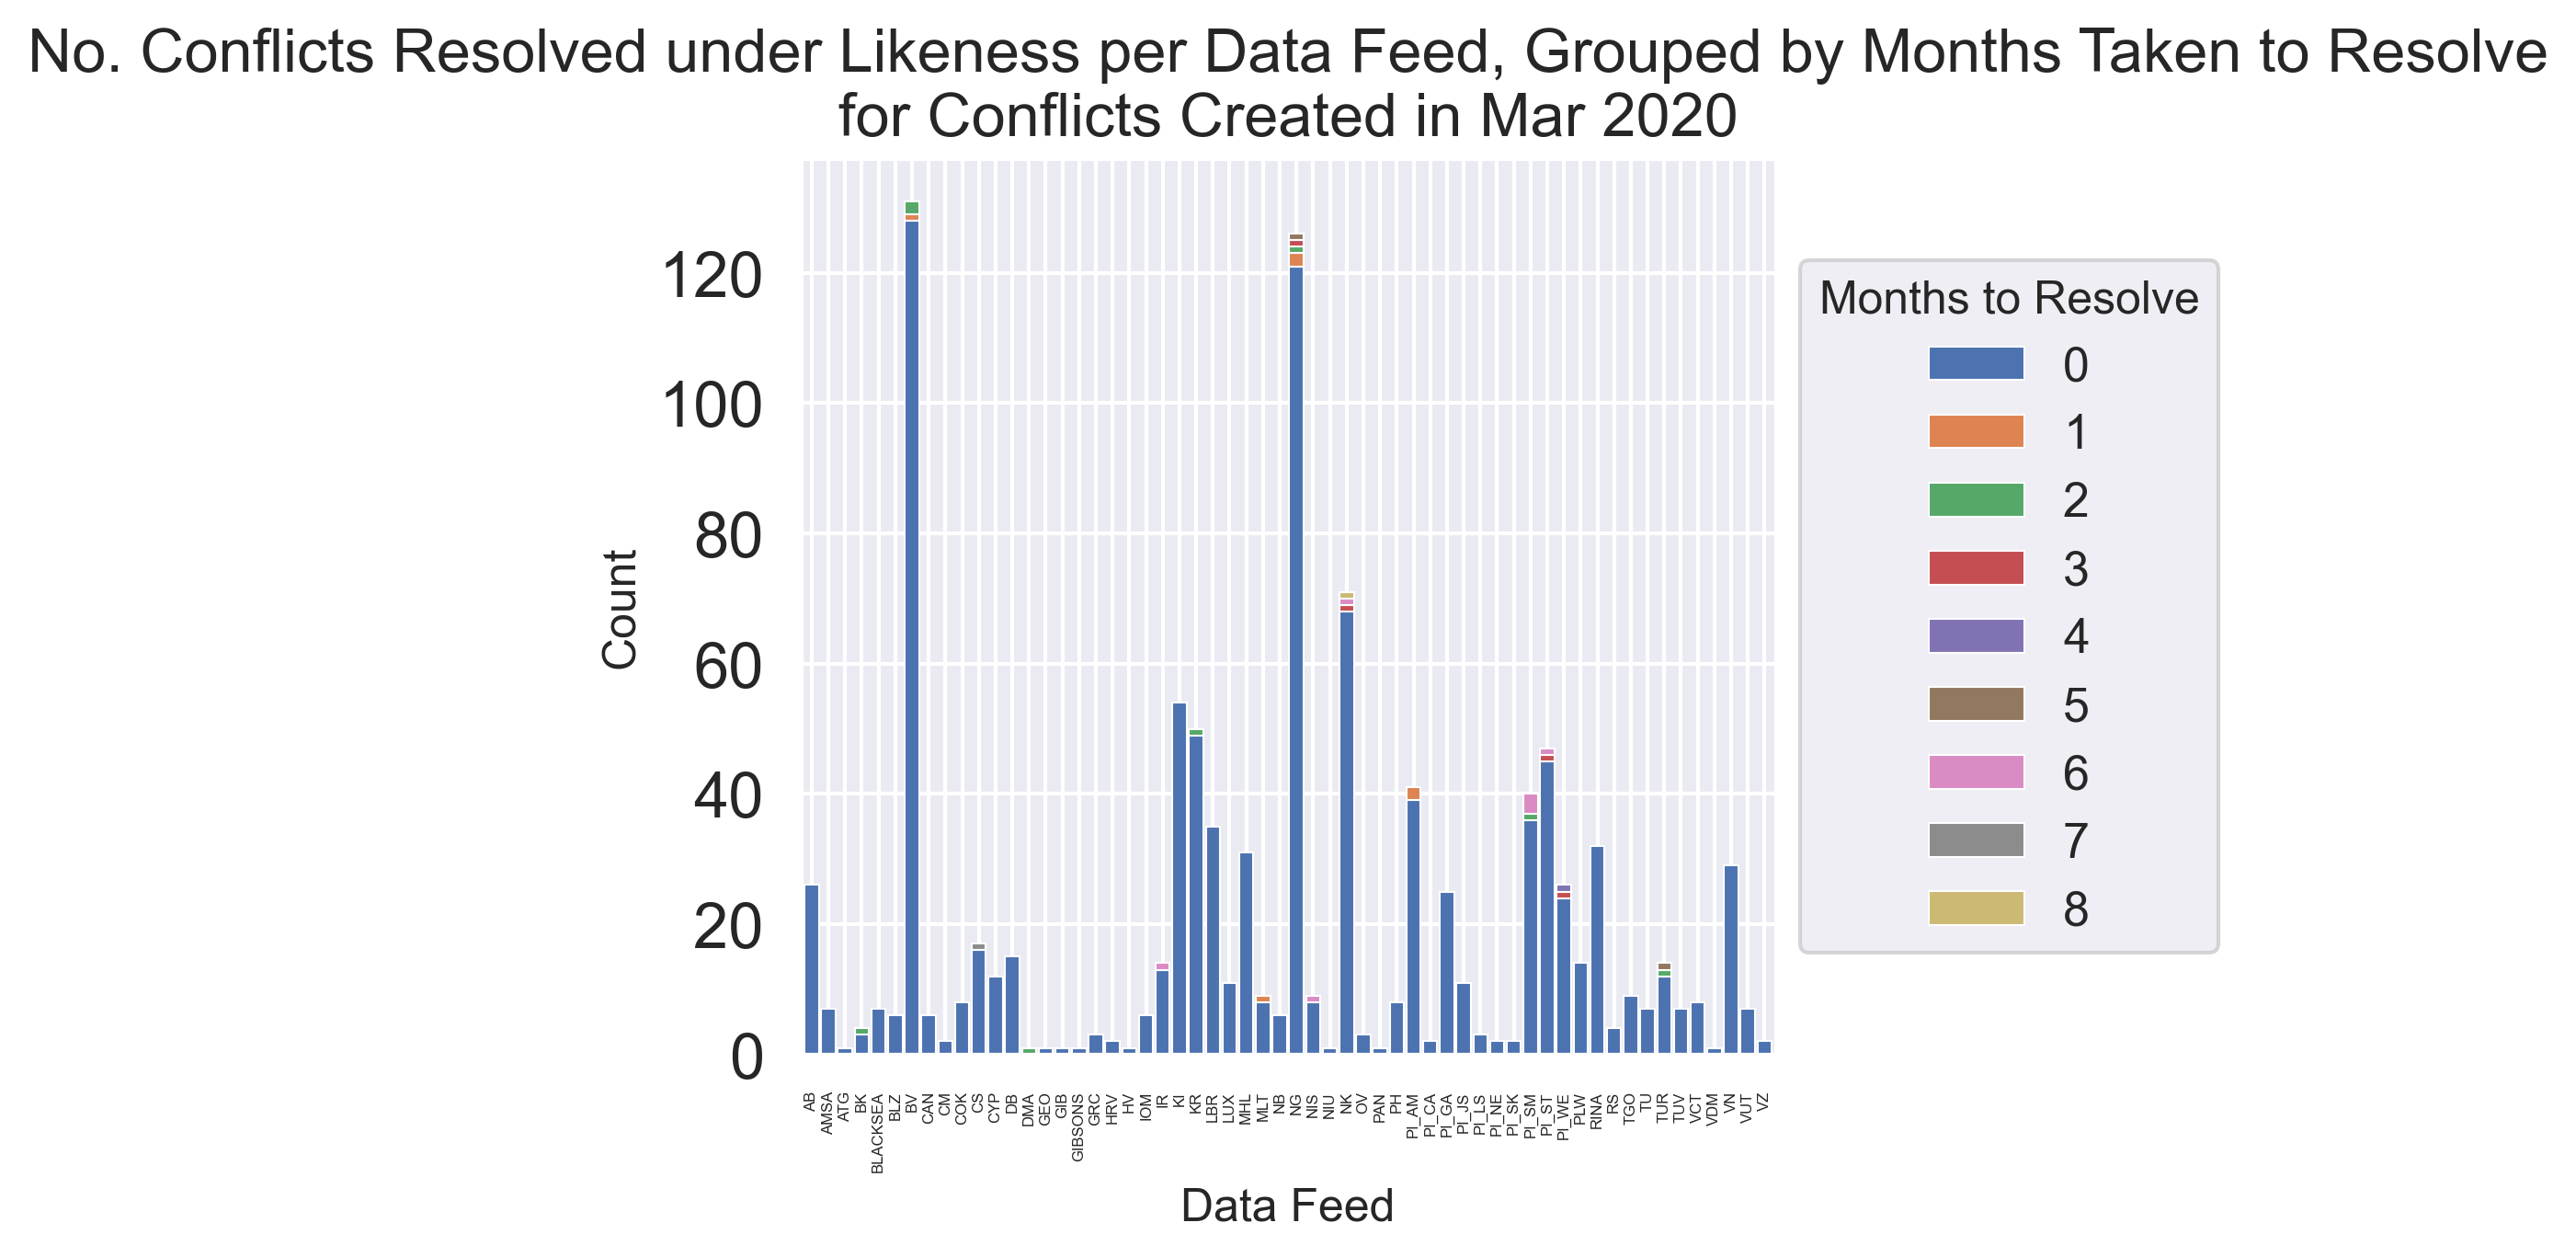 No. Conflicts Resolved under Likeness per Data Feed, Grouped by Months Taken to Resolve
for Conflicts Created in Mar 2020
120
100
80
60
40
20
0
Count
AB
AMSA
ATG
BK
BLACKSEA
BLZ
BV
CAN
CM
COK
CS
CYP
DB
DMA
GEO
GIB
GIBSONS
GRC
HRV
HV
IOM
IR
KI
KR
LBR
LUX
MHL
MLT
NB
NG
NIS
NIU
NK
OV
PAN
PH
PI_AM
PI_CA
PI_GA
PI_JS
PI_LS
PI_NE
PI_SK
PI_SM
PI_ST
PI_WE
PLW
RINA
RS
TGO
TU
TUR
TUV
VCT
VDM
VN
VUT
VZ
Data Feed
Months to Resolve
0
1
2
3
4
5
6
7
8